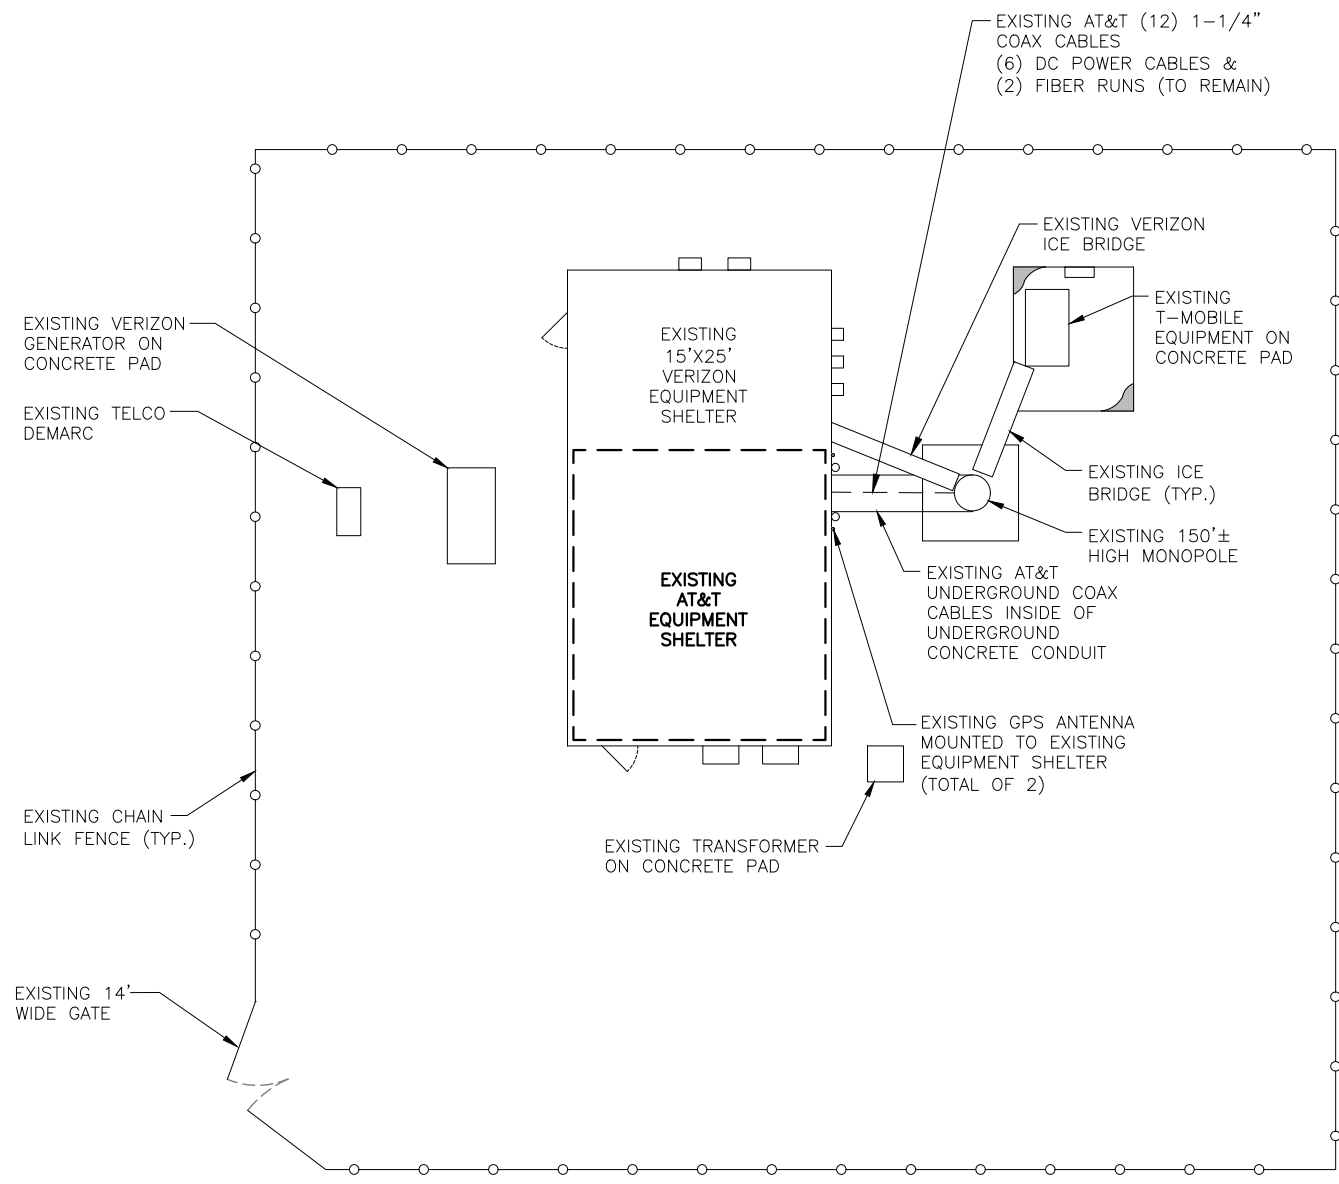 EXISTING AT&T (12) 1-1/4"
COAX CABLES
(6) DC POWER CABLES &
(2) FIBER RUNS (TO REMAIN)
EXISTING VERIZON
ICE BRIDGE
EXISTING
T-MOBILE
EQUIPMENT ON
CONCRETE PAD
EXISTING VERIZON
GENERATOR ON
CONCRETE PAD
EXISTING
15'X25'
VERIZON
EQUIPMENT
SHELTER
EXISTING TELCO
DEMARC
EXISTING ICE
BRIDGE (TYP.)
EXISTING 150'±
HIGH MONOPOLE
EXISTING AT&T
UNDERGROUND COAX
CABLES INSIDE OF
UNDERGROUND
CONCRETE CONDUIT
EXISTING
AT&T
EQUIPMENT
SHELTER
EXISTING GPS ANTENNA
MOUNTED TO EXISTING
EQUIPMENT SHELTER
(TOTAL OF 2)
EXISTING CHAIN
LINK FENCE (TYP.)
EXISTING TRANSFORMER
ON CONCRETE PAD
EXISTING 14'
WIDE GATE